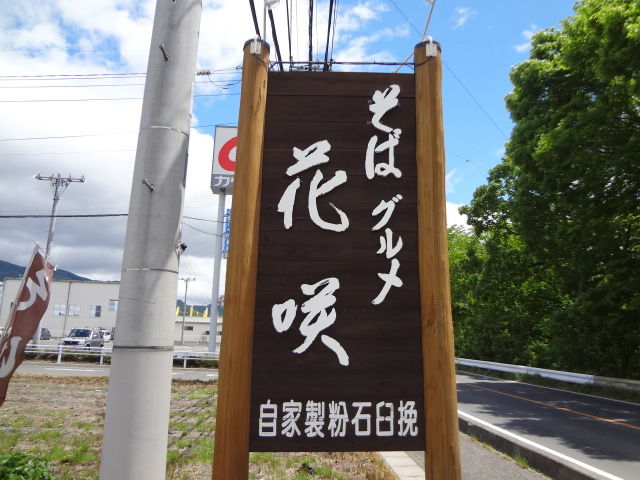 そば グルメ
花咲
自家製粉石臼挽